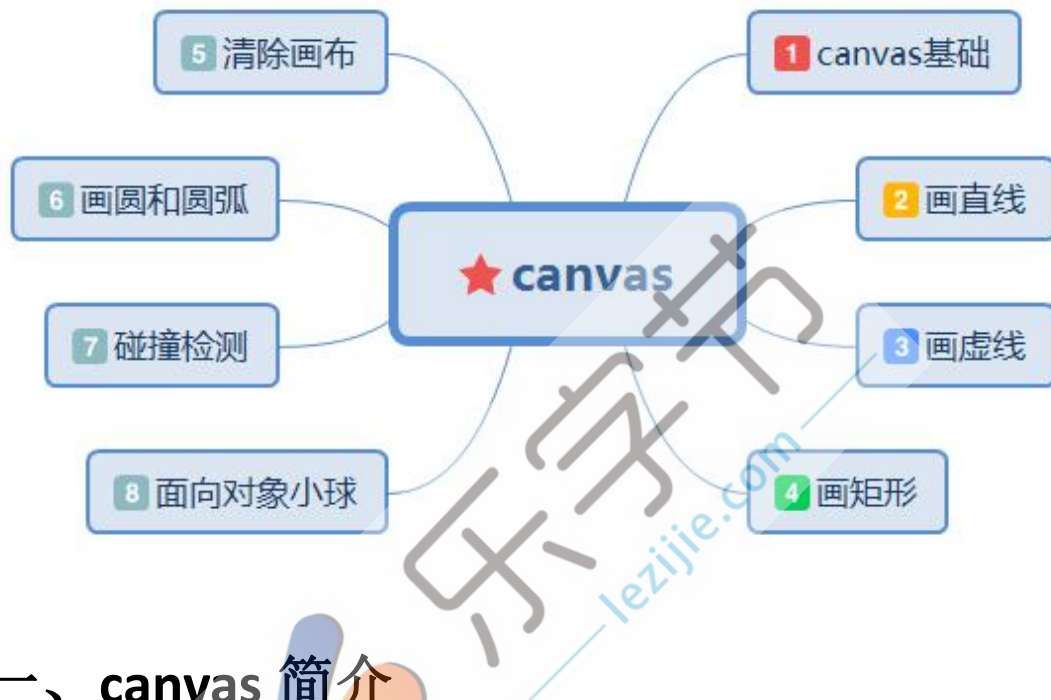 5 清除画布
1 canvas基础
6 画圆和圆弧
2 画直线
★ canvas
7 碰撞检测
3 画虚线
8 面向对象小球
4 画矩形
乐字节
lezijie.com
一、canvas 简介